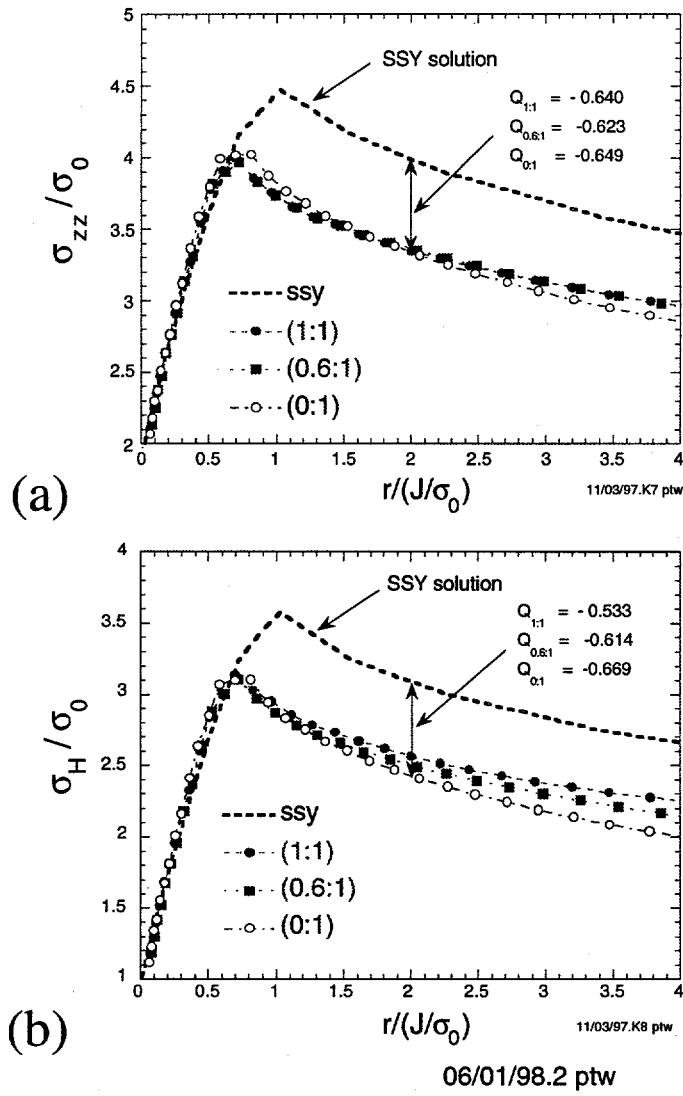 5
4.5
4
3.5
3
2.5
2
σzz/σ0
SSY solution
Q1:1 = - 0.640
Q0.6:1 = -0.623
Q0:1 = -0.649
ssy
(1:1)
(0.6:1)
(0:1)
0 0.5 1 1.5 2 2.5 3 3.5 4
r/(J/σ0)
11/03/97.K7 ptw
(a)
4
3.5
3
2.5
2
1.5
1
σH/σ0
SSY solution
Q1:1 = - 0.533
Q0.6:1 = -0.614
Q0:1 = -0.669
ssy
(1:1)
(0.6:1)
(0:1)
0 0.5 1 1.5 2 2.5 3 3.5 4
r/(J/σ0)
11/03/97.K8 ptw
(b)
06/01/98.2 ptw